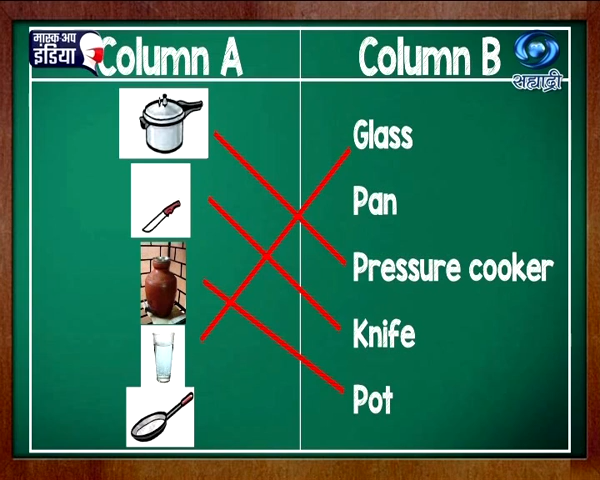 मास्क अप
इंडिया
Column A
Column B
सह्याद्री
Glass
Pan
Pressure cooker
Knife
Pot